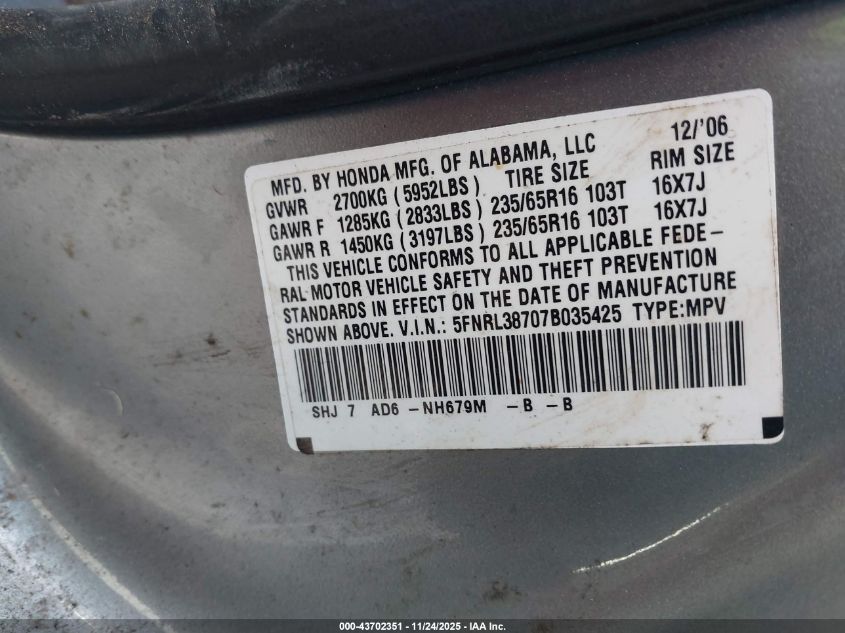 MFD. BY HONDA MFG. OF ALABAMA, LLC 12/'06
GVWR 2700KG (5952LBS) TIRE SIZE RIM SIZE
GAWR F 1285KG (2833LBS) 235/65R16 103T 16X7J
GAWR R 1450KG (3197LBS) 235/65R16 103T 16X7J
THIS VEHICLE CONFORMS TO ALL APPLICABLE FEDE-
RAL MOTOR VEHICLE SAFETY AND THEFT PREVENTION
STANDARDS IN EFFECT ON THE DATE OF MANUFACTURE
SHOWN ABOVE. V.I.N.: 5FNRL38707B035425 TYPE:MPV
SHJ 7 AD6 -NH679M -B -B
000-43702351 - 11/24/2025 - IAA Inc.